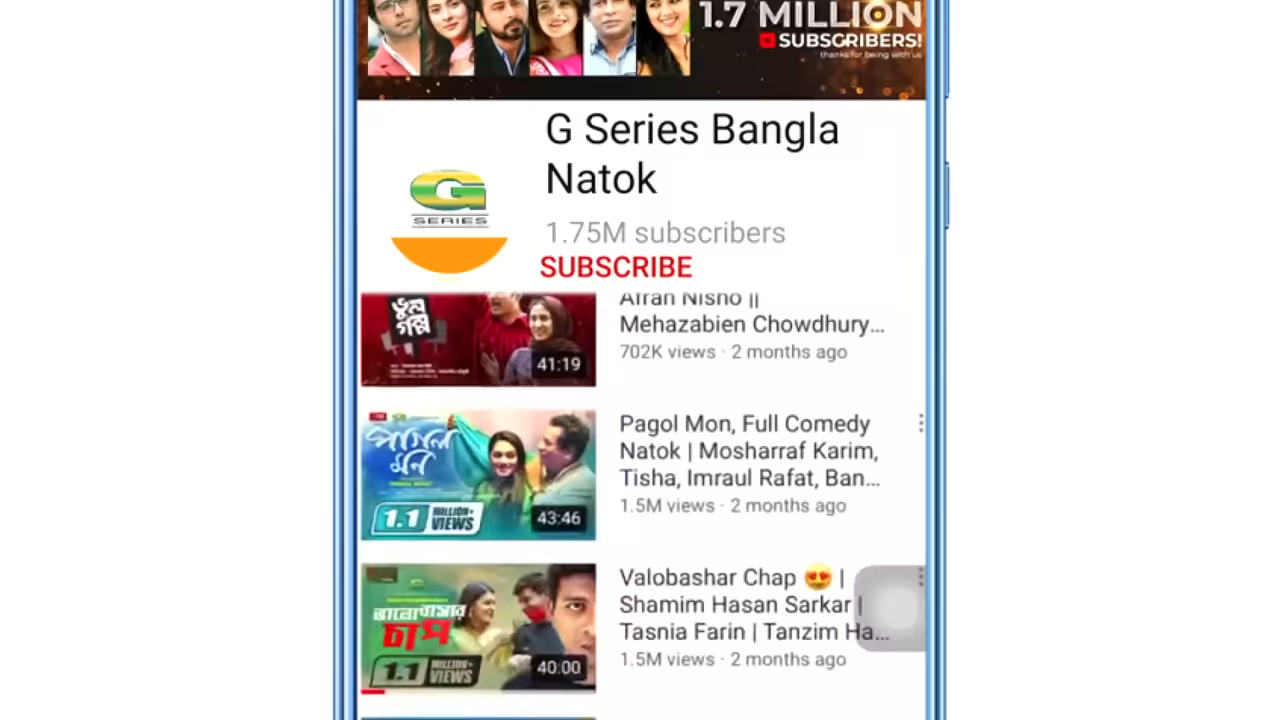 1.7 MILLION
SUBSCRIBERS!
thanks for being with us
G Series Bangla
Natok
1.75M subscribers
SUBSCRIBE
G
SERIES
Afran Nisho ||
Mehazabien Chowdhury...
702K views · 2 months ago
ভুল
গল্প
41:19
Pagol Mon, Full Comedy
Natok | Mosharraf Karim,
Tisha, Imraul Rafat, Ban...
1.5M views · 2 months ago
পাগল
মন
1.1 MILLION+
VIEWS
43:46
Valobashar Chap 😍 |
Shamim Hasan Sarkar |
Tasnia Farin | Tanzim Ha...
1.5M views · 2 months ago
ভালোবাসার
চাপ
1.1 MILLION+
VIEWS
40:00